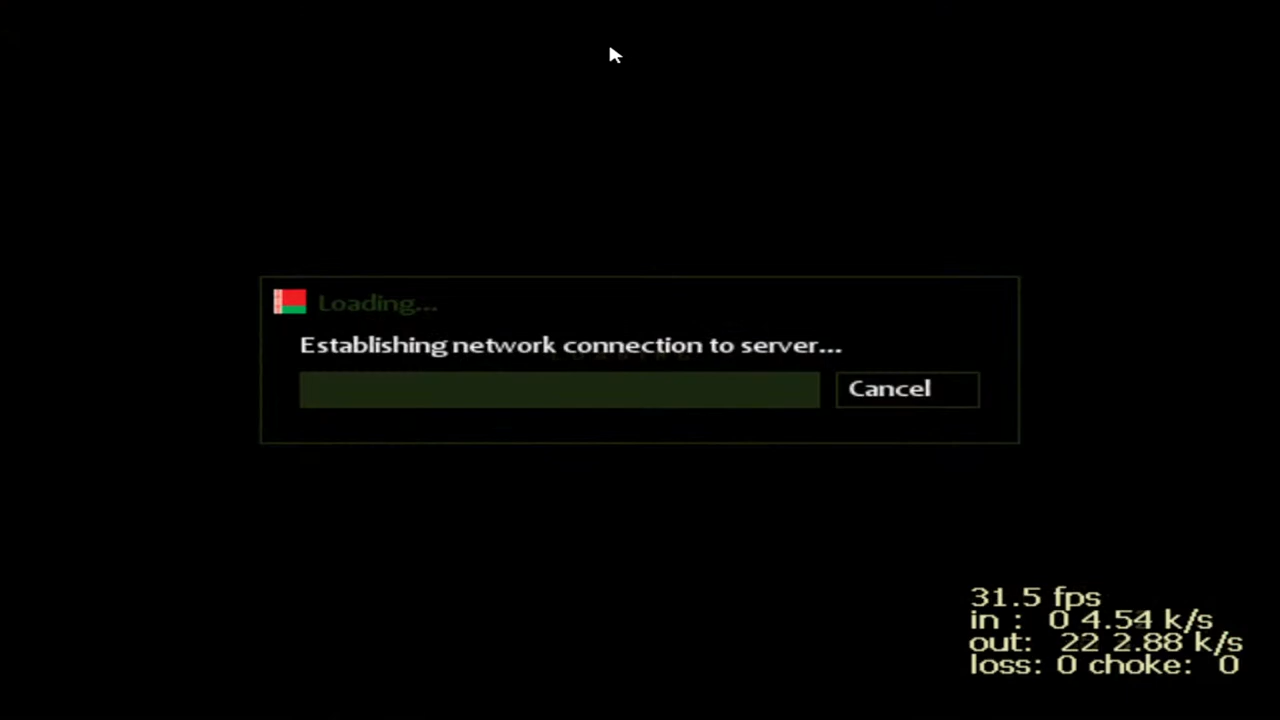 Loading...
Establishing network connection to server...
Cancel
31.5 fps
in : 0 4.54 k/s
out: 22 2.88 k/s
loss: 0 choke: 0